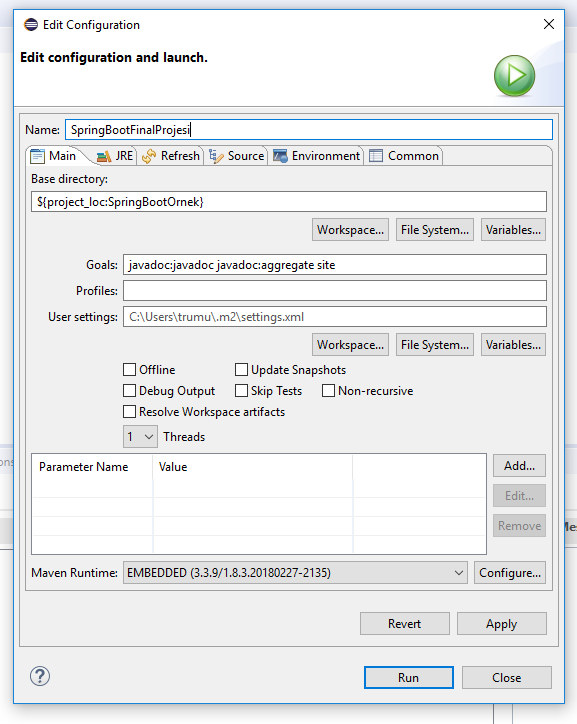 Edit Configuration
Edit configuration and launch.
Name: SpringBootFinalProjesi
Main JRE Refresh Source Environment Common
Base directory:
${project_loc:SpringBootOrnek}
Workspace... File System... Variables...
Goals: javadoc:javadoc javadoc:aggregate site
Profiles:
User settings: C:\Users\trumu\.m2\settings.xml
Workspace... File System... Variables...
Offline Update Snapshots
Debug Output Skip Tests Non-recursive
Resolve Workspace artifacts
1 Threads
Parameter Name Value Add...
Edit...
Remove
Maven Runtime: EMBEDDED (3.3.9/1.8.3.20180227-2135) Configure...
Revert Apply
? Run Close